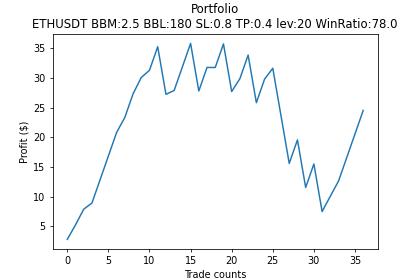 Portfolio
ETHUSDT BBM:2.5 BBL:180 SL:0.8 TP:0.4 lev:20 WinRatio:78.0
35
30
25
20
15
10
5
Profit ($)
0 5 10 15 20 25 30 35
Trade counts